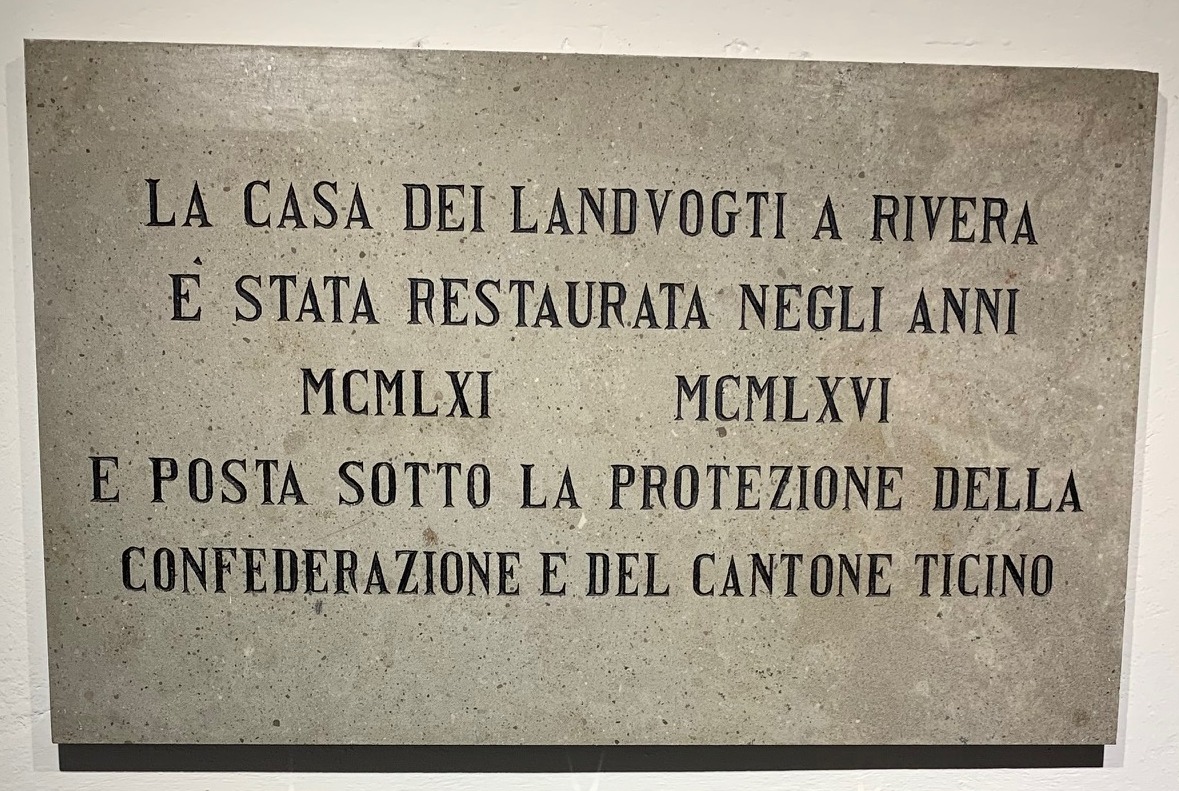 LA CASA DEI LANDVOGTI A RIVERA
È STATA RESTAURATA NEGLI ANNI
MCMLXI MCMLXVI
E POSTA SOTTO LA PROTEZIONE DELLA
CONFEDERAZIONE E DEL CANTONE TICINO